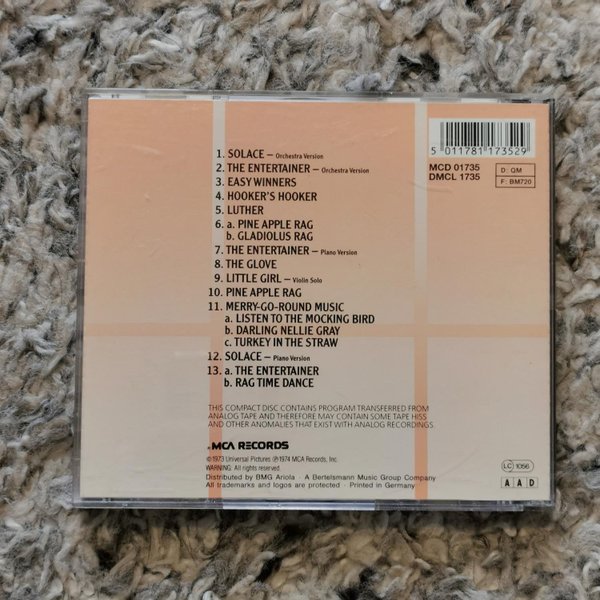 5 011781 173529
MCD 01735
DMCL 1735
D: QM
F: BM720
1. SOLACE – Orchestra Version
2. THE ENTERTAINER – Orchestra Version
3. EASY WINNERS
4. HOOKER'S HOOKER
5. LUTHER
6. a. PINE APPLE RAG
b. GLADIOLUS RAG
7. THE ENTERTAINER – Piano Version
8. THE GLOVE
9. LITTLE GIRL – Violin Solo
10. PINE APPLE RAG
11. MERRY-GO-ROUND MUSIC
a. LISTEN TO THE MOCKING BIRD
b. DARLING NELLIE GRAY
c. TURKEY IN THE STRAW
12. SOLACE – Piano Version
13. a. THE ENTERTAINER
b. RAG TIME DANCE
THIS COMPACT DISC CONTAINS PROGRAM TRANSFERRED FROM
ANALOG TAPE AND THEREFORE MAY CONTAIN SOME TAPE HISS
AND OTHER ANOMALIES THAT EXIST WITH ANALOG RECORDINGS.
MCA RECORDS
©1973 Universal Pictures ℗1974 MCA Records, Inc.
WARNING: All rights reserved.
Distributed by BMG Ariola · A Bertelsmann Music Group Company
All trademarks and logos are protected · Printed in Germany
LC 1056
A A D